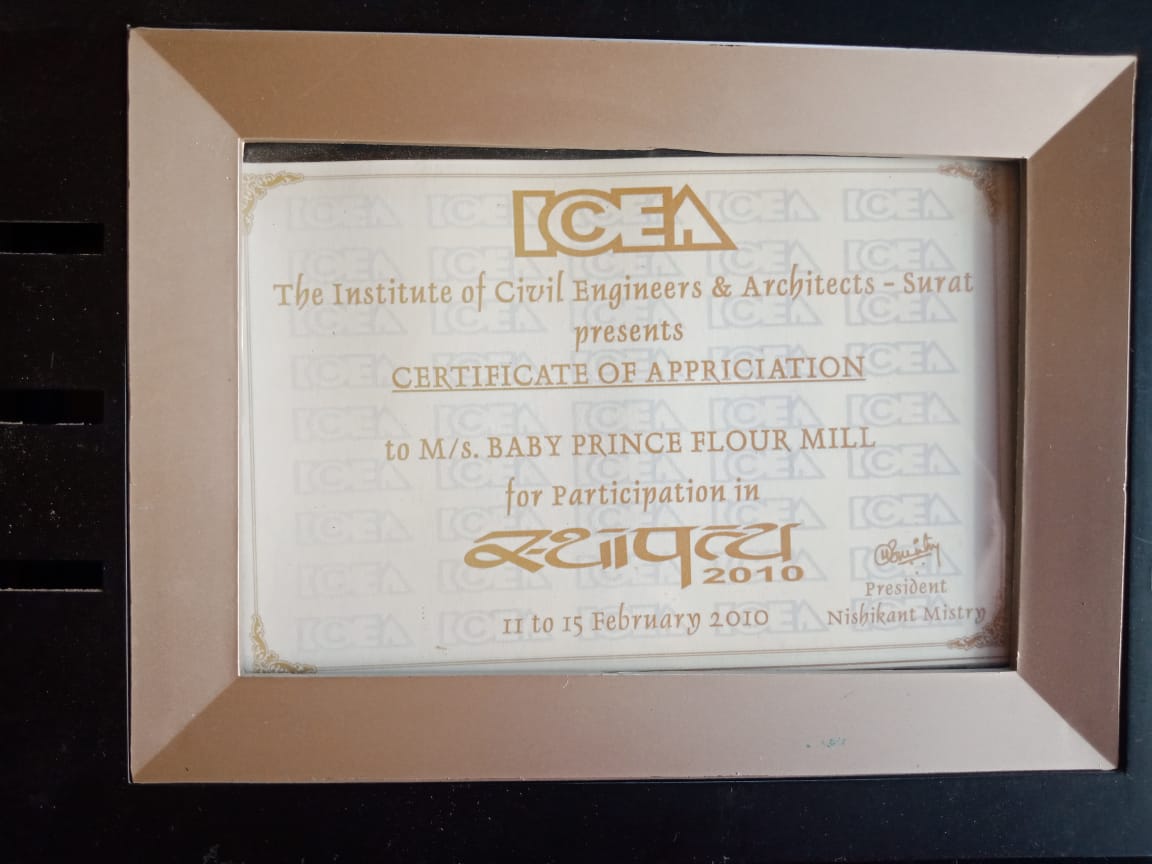 ICEA
The Institute of Civil Engineers & Architects - Surat
presents
CERTIFICATE OF APPRICIATION
to M/s. BABY PRINCE FLOUR MILL
for Participation in
स्थापत्य
2010
11 to 15 February 2010
President
Nishikant Mistry